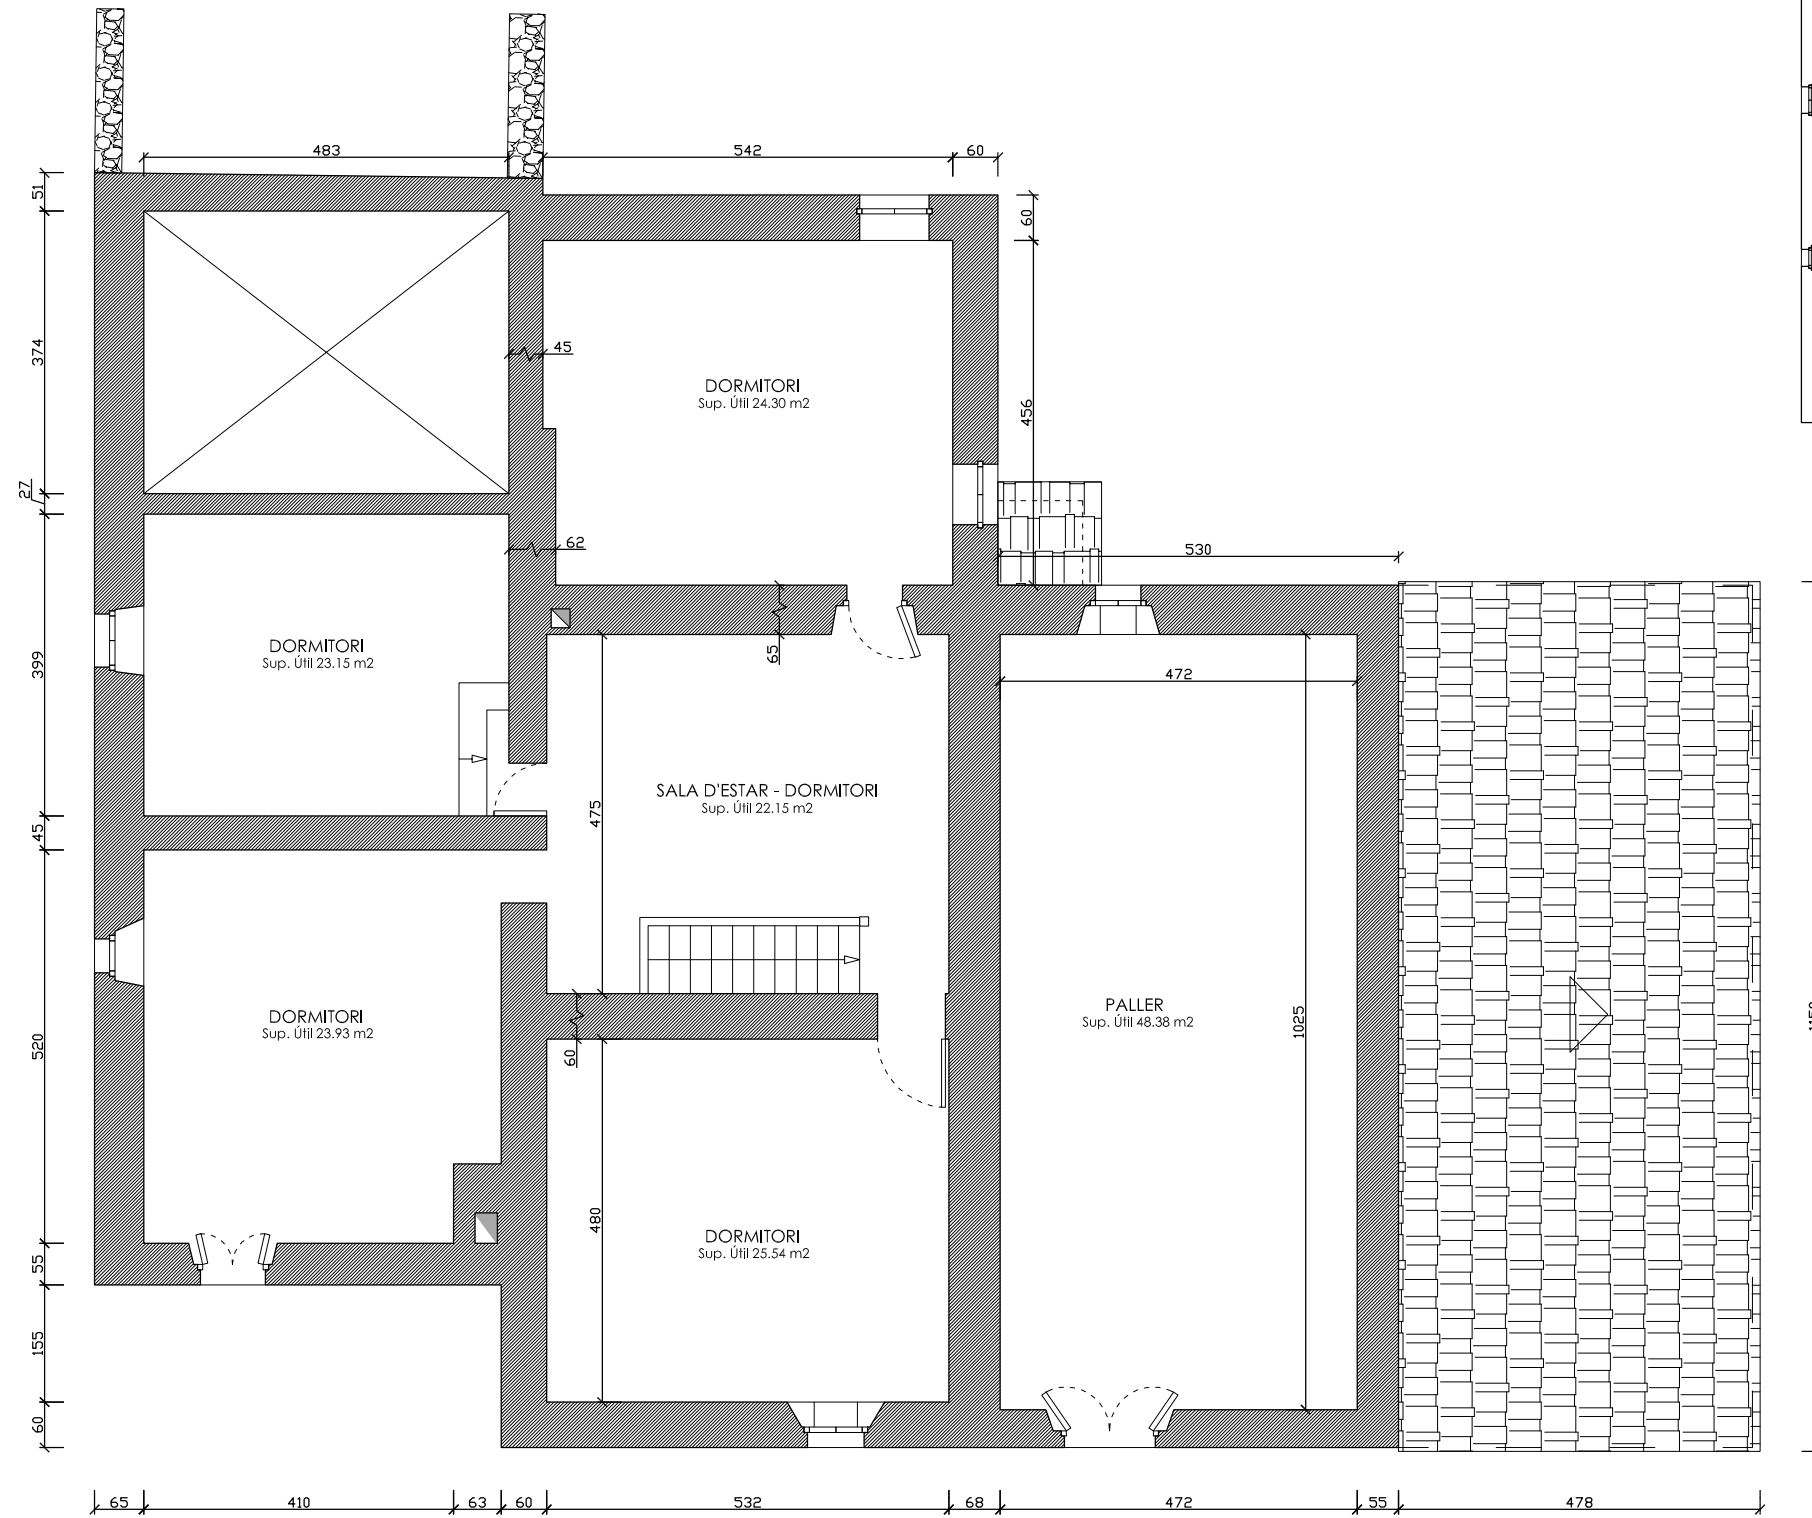 483
542
60
51
60
374
45
456
DORMITORI
Sup. Útil 24.30 m2
27
62
530
399
DORMITORI
Sup. Útil 23.15 m2
65
472
475
SALA D'ESTAR - DORMITORI
Sup. Útil 22.15 m2
45
520
DORMITORI
Sup. Útil 23.93 m2
60
PALLER
Sup. Útil 48.38 m2
1025
480
DORMITORI
Sup. Útil 25.54 m2
55
155
60
65
410
63
60
532
68
472
55
478